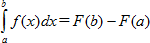 ∫_a^b f(x)dx = F(b) − F(a)